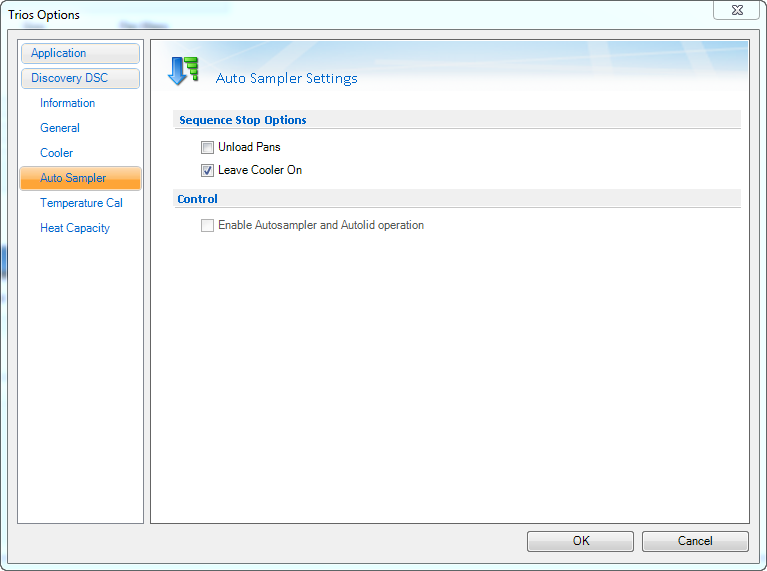 Trios Options
Application
Discovery DSC
Information
General
Cooler
Auto Sampler
Temperature Cal
Heat Capacity
Auto Sampler Settings
Sequence Stop Options
Unload Pans
Leave Cooler On
Control
Enable Autosampler and Autolid operation
OK
Cancel